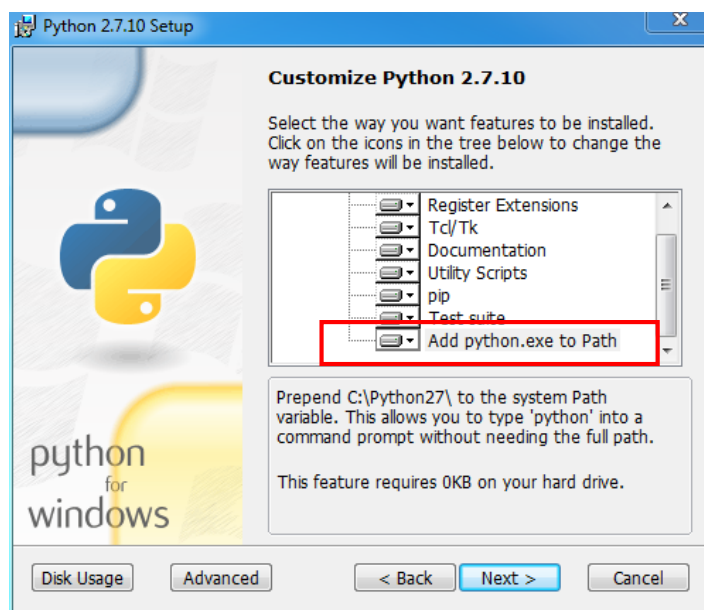 Python 2.7.10 Setup
x
Customize Python 2.7.10
Select the way you want features to be installed.
Click on the icons in the tree below to change the
way features will be installed.
Register Extensions
Tcl/Tk
Documentation
Utility Scripts
pip
Test suite
Add python.exe to Path
Prepend C:\Python27\ to the system Path
variable. This allows you to type 'python' into a
command prompt without needing the full path.
This feature requires 0KB on your hard drive.
python
for
windows
Disk Usage
Advanced
< Back
Next >
Cancel